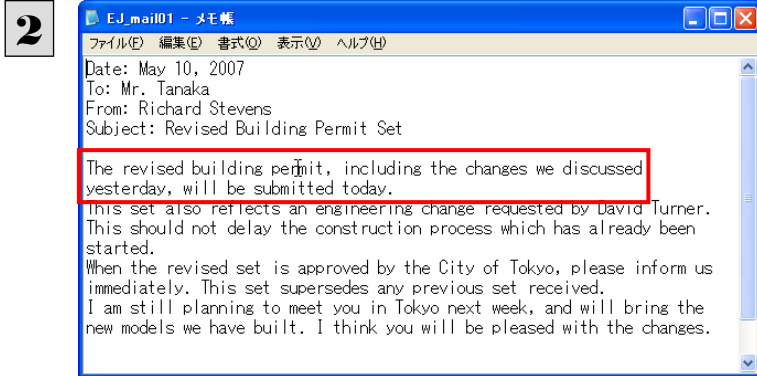 2
EJ_mail01 - メモ帳
ファイル(F) 編集(E) 書式(O) 表示(V) ヘルプ(H)
Date: May 10, 2007
To: Mr. Tanaka
From: Richard Stevens
Subject: Revised Building Permit Set
The revised building permit, including the changes we discussed
yesterday, will be submitted today.
This set also reflects an engineering change requested by David Turner.
This should not delay the construction process which has already been
started.
When the revised set is approved by the City of Tokyo, please inform us
immediately. This set supersedes any previous set received.
I am still planning to meet you in Tokyo next week, and will bring the
new models we have built. I think you will be pleased with the changes.